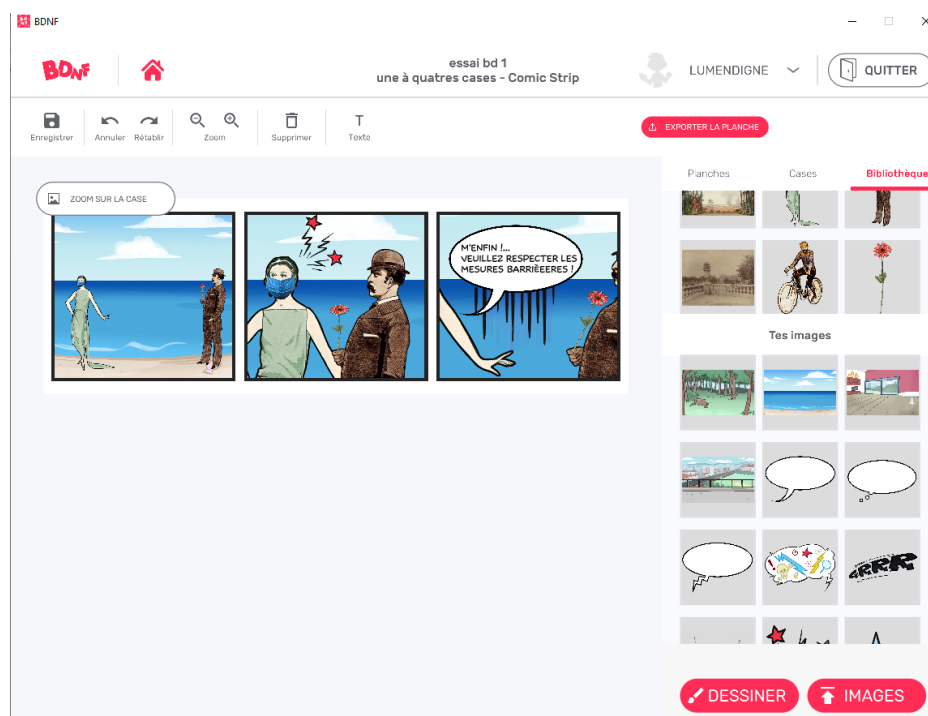 BDNF
BDNF
essai bd 1
une à quatres cases - Comic Strip
LUMENDIGNE
QUITTER
Enregistrer
Annuler
Rétablir
Zoom
Supprimer
T
Texte
EXPORTER LA PLANCHE
Planches
Cases
Bibliothèque
ZOOM SUR LA CASE
M'ENFIN !...
VEUILLEZ RESPECTER LES
MESURES BARRIÈEERES !
Tes images
GRRR
DESSINER
IMAGES